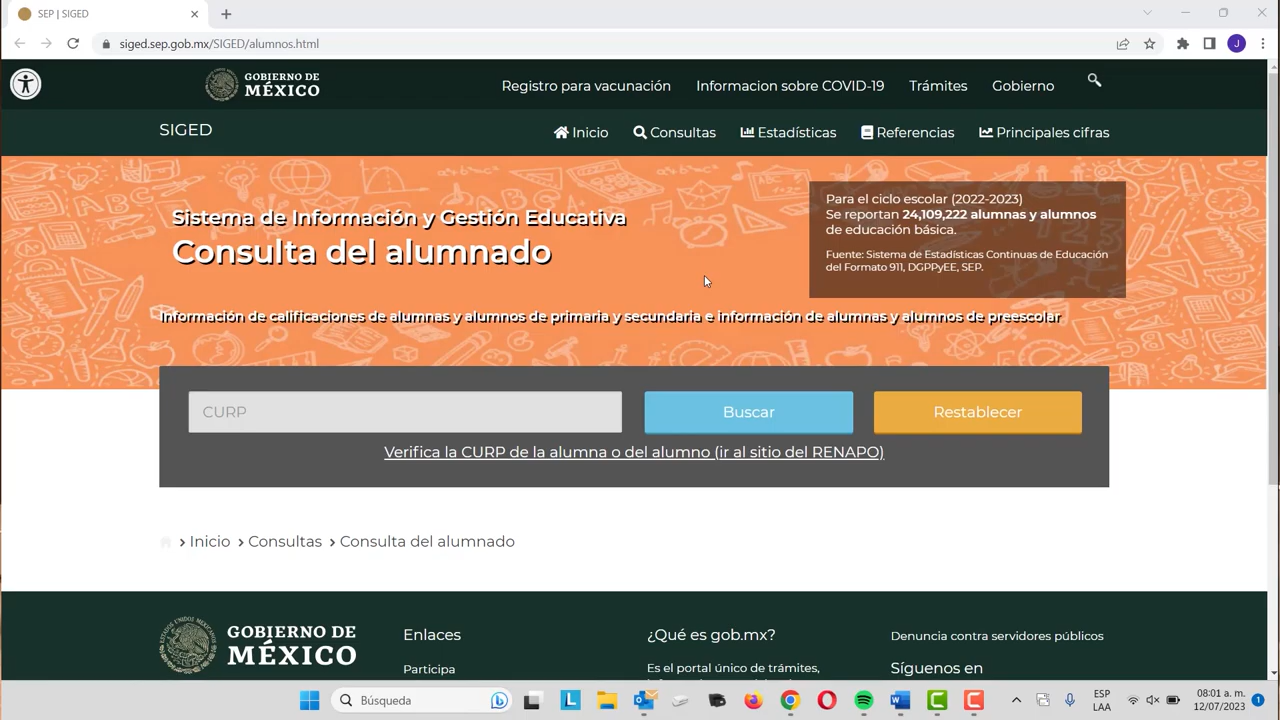 SEP | SIGED
siged.sep.gob.mx/SIGED/alumnos.html
J
GOBIERNO DE
MÉXICO
Registro para vacunación
Informacion sobre COVID-19
Trámites
Gobierno
SIGED
Inicio
Consultas
Estadísticas
Referencias
Principales cifras
Sistema de Información y Gestión Educativa
Consulta del alumnado
Para el ciclo escolar (2022-2023)
Se reportan 24,109,222 alumnas y alumnos
de educación básica.
Fuente: Sistema de Estadísticas Continuas de Educación
del Formato 911, DGPPyEE, SEP.
Información de calificaciones de alumnas y alumnos de primaria y secundaria e información de alumnas y alumnos de preescolar
CURP
Buscar
Restablecer
Verifica la CURP de la alumna o del alumno (ir al sitio del RENAPO)
Inicio > Consultas > Consulta del alumnado
GOBIERNO DE
MÉXICO
Enlaces
Participa
¿Qué es gob.mx?
Es el portal único de trámites,
Denuncia contra servidores públicos
Síguenos en
Búsqueda
ESP
LAA
08:01 a. m.
12/07/2023
1